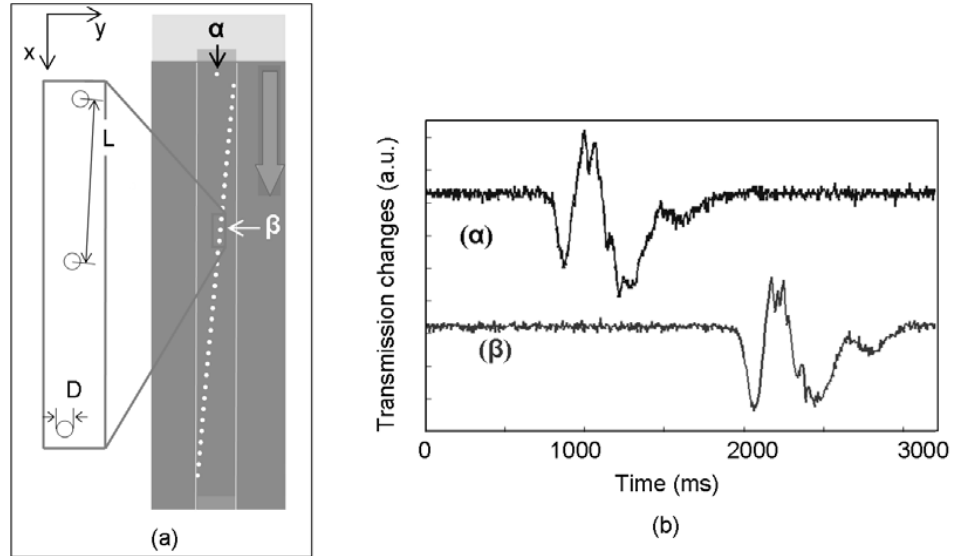 x
y
α
L
β
D
(a)
Transmission changes (a.u.)
(α)
(β)
0
1000
2000
3000
Time (ms)
(b)